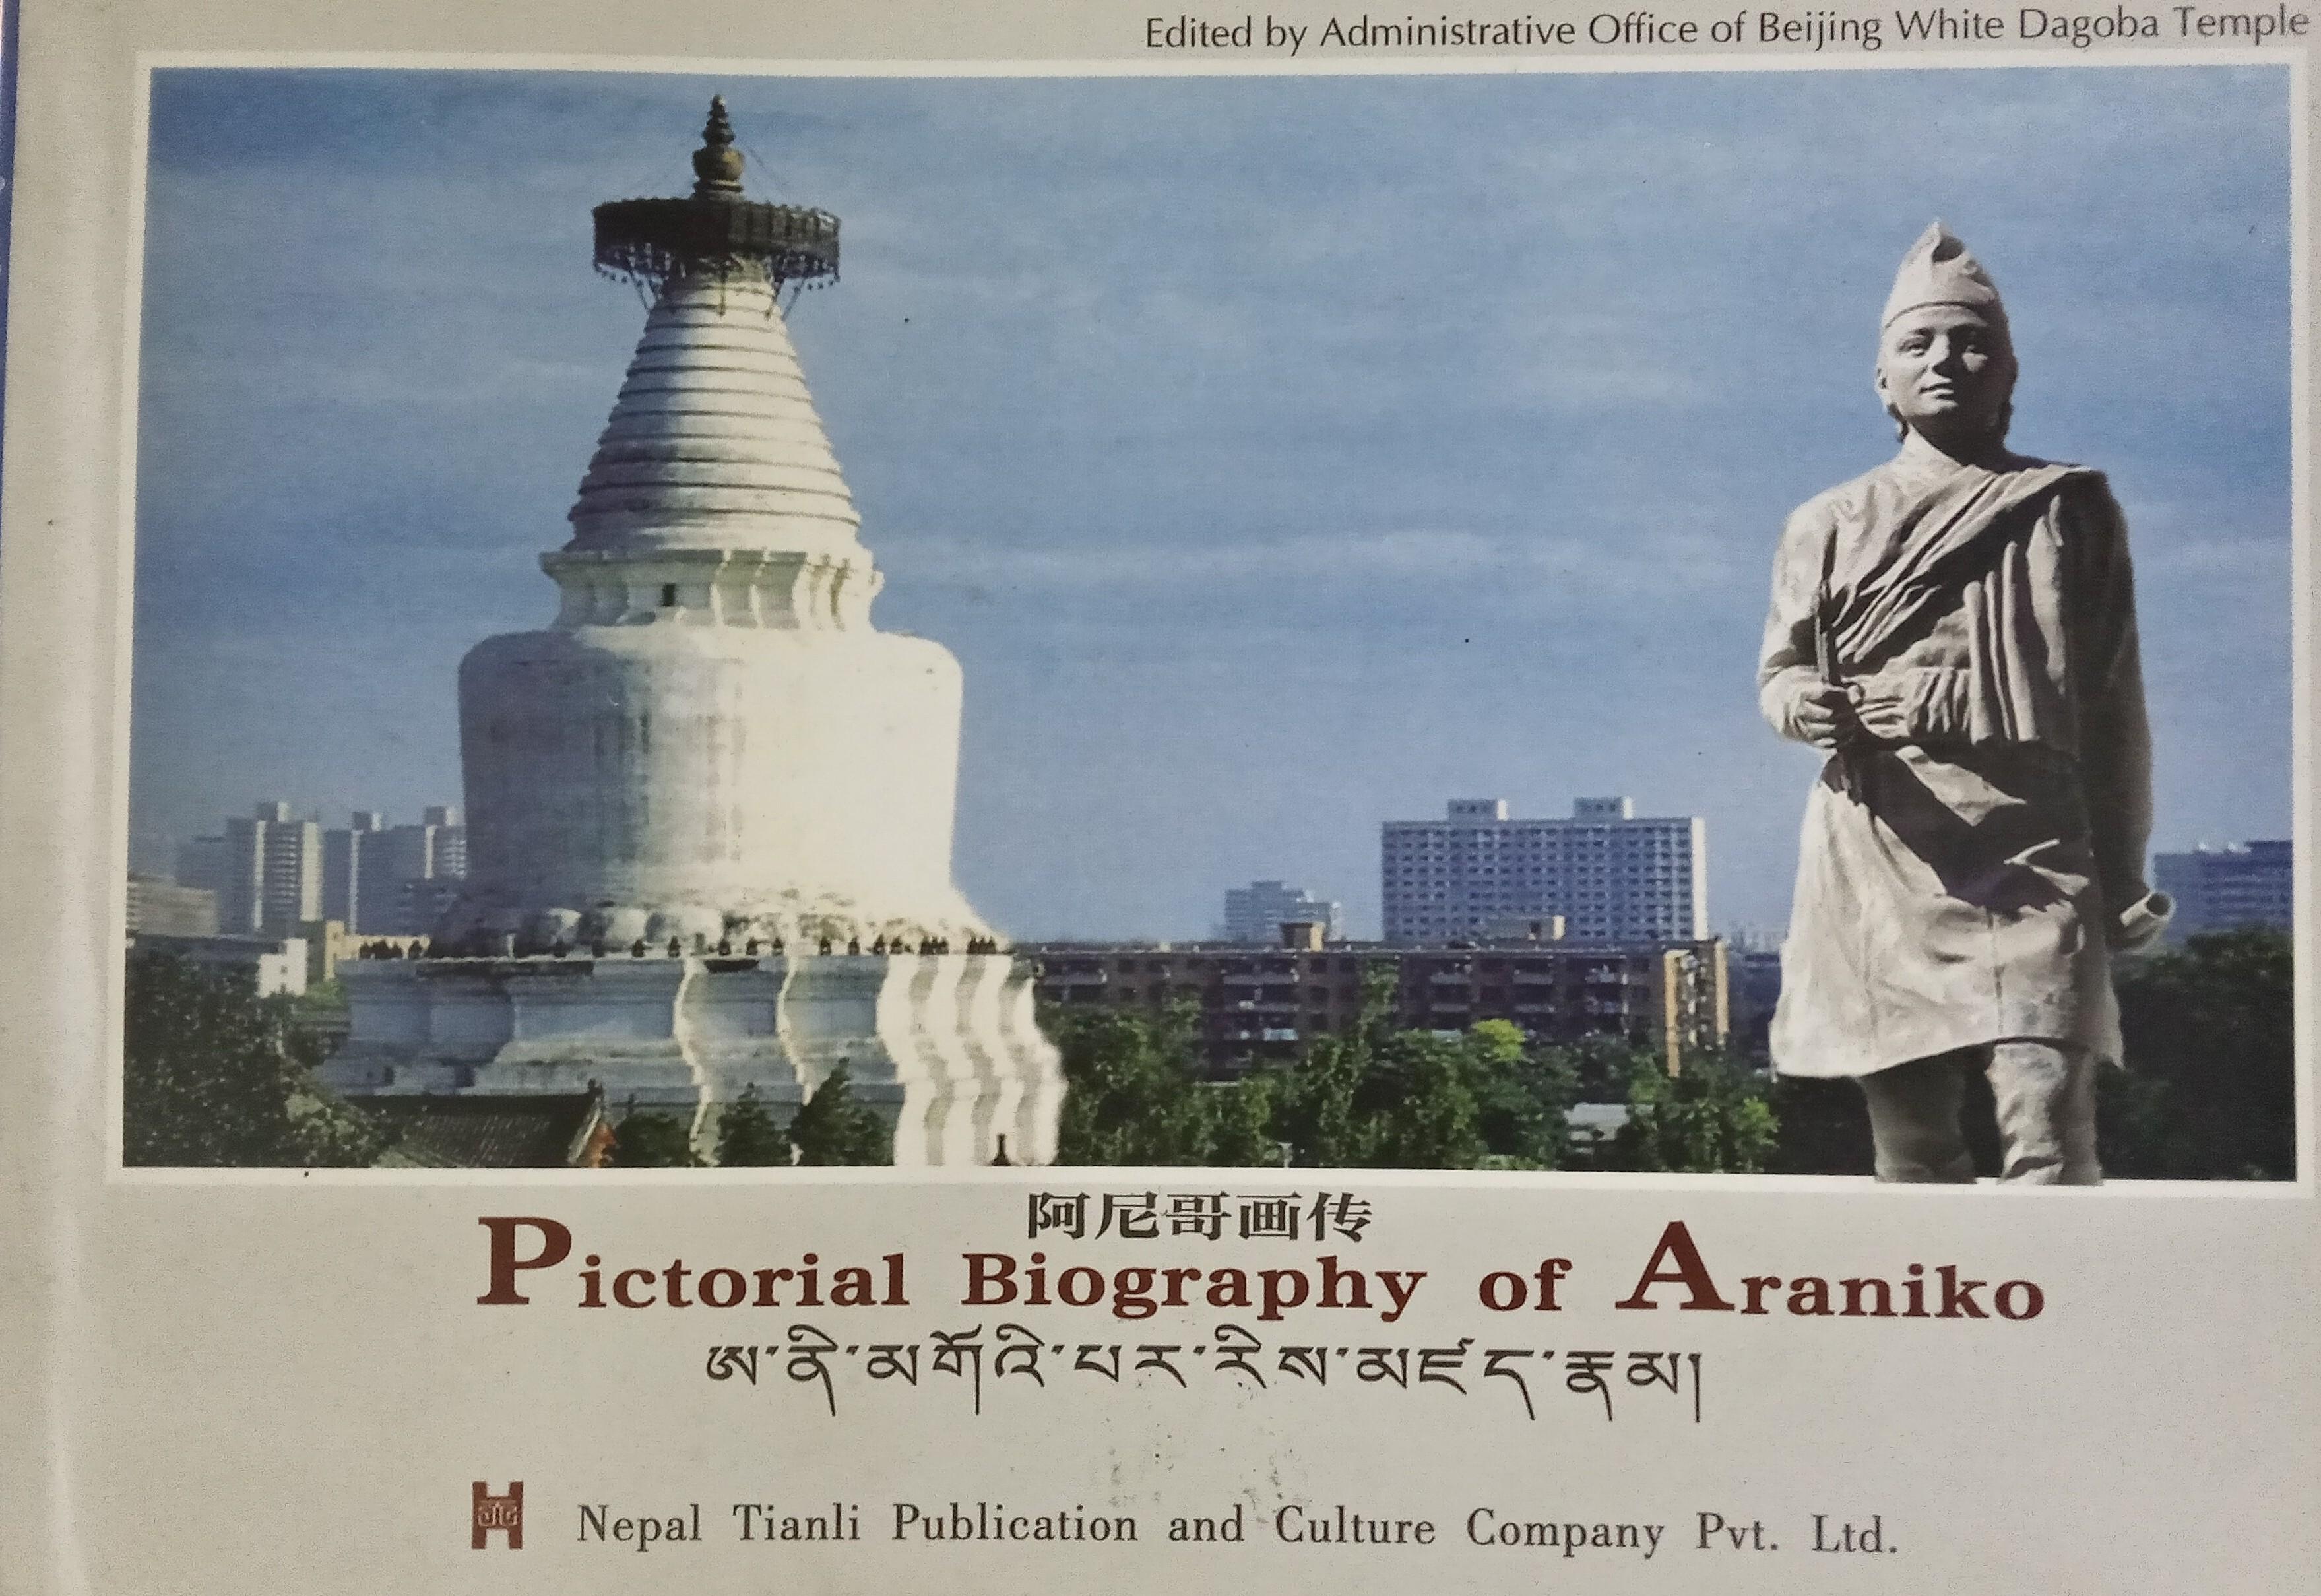 Edited by Administrative Office of Beijing White Dagoba Temple
阿尼哥画传
Pictorial Biography of Araniko
ཨ་ནི་མགོའི་པར་རིས་མཛད་རྣམ།
Nepal Tianli Publication and Culture Company Pvt. Ltd.